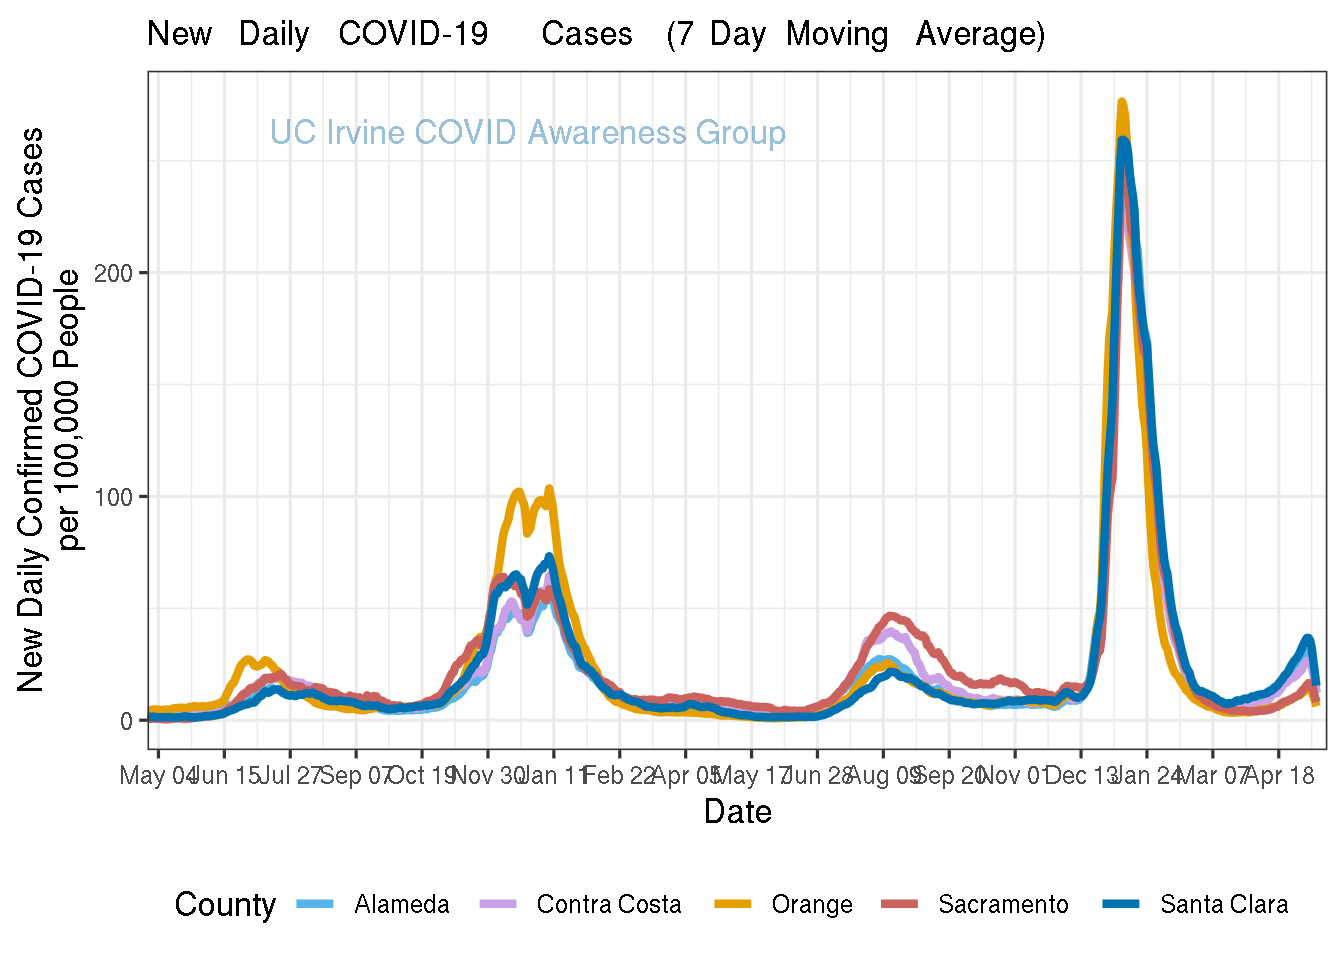 New Daily COVID-19 Cases (7 Day Moving Average)
UC Irvine COVID Awareness Group
New Daily Confirmed COVID-19 Cases
per 100,000 People
200
100
0
May 04 Jun 15 Jul 27 Sep 07 Oct 19 Nov 30 Jan 11 Feb 22 Apr 05 May 17 Jun 28 Aug 09 Sep 20 Nov 01 Dec 13 Jan 24 Mar 07 Apr 18
Date
County Alameda Contra Costa Orange Sacramento Santa Clara